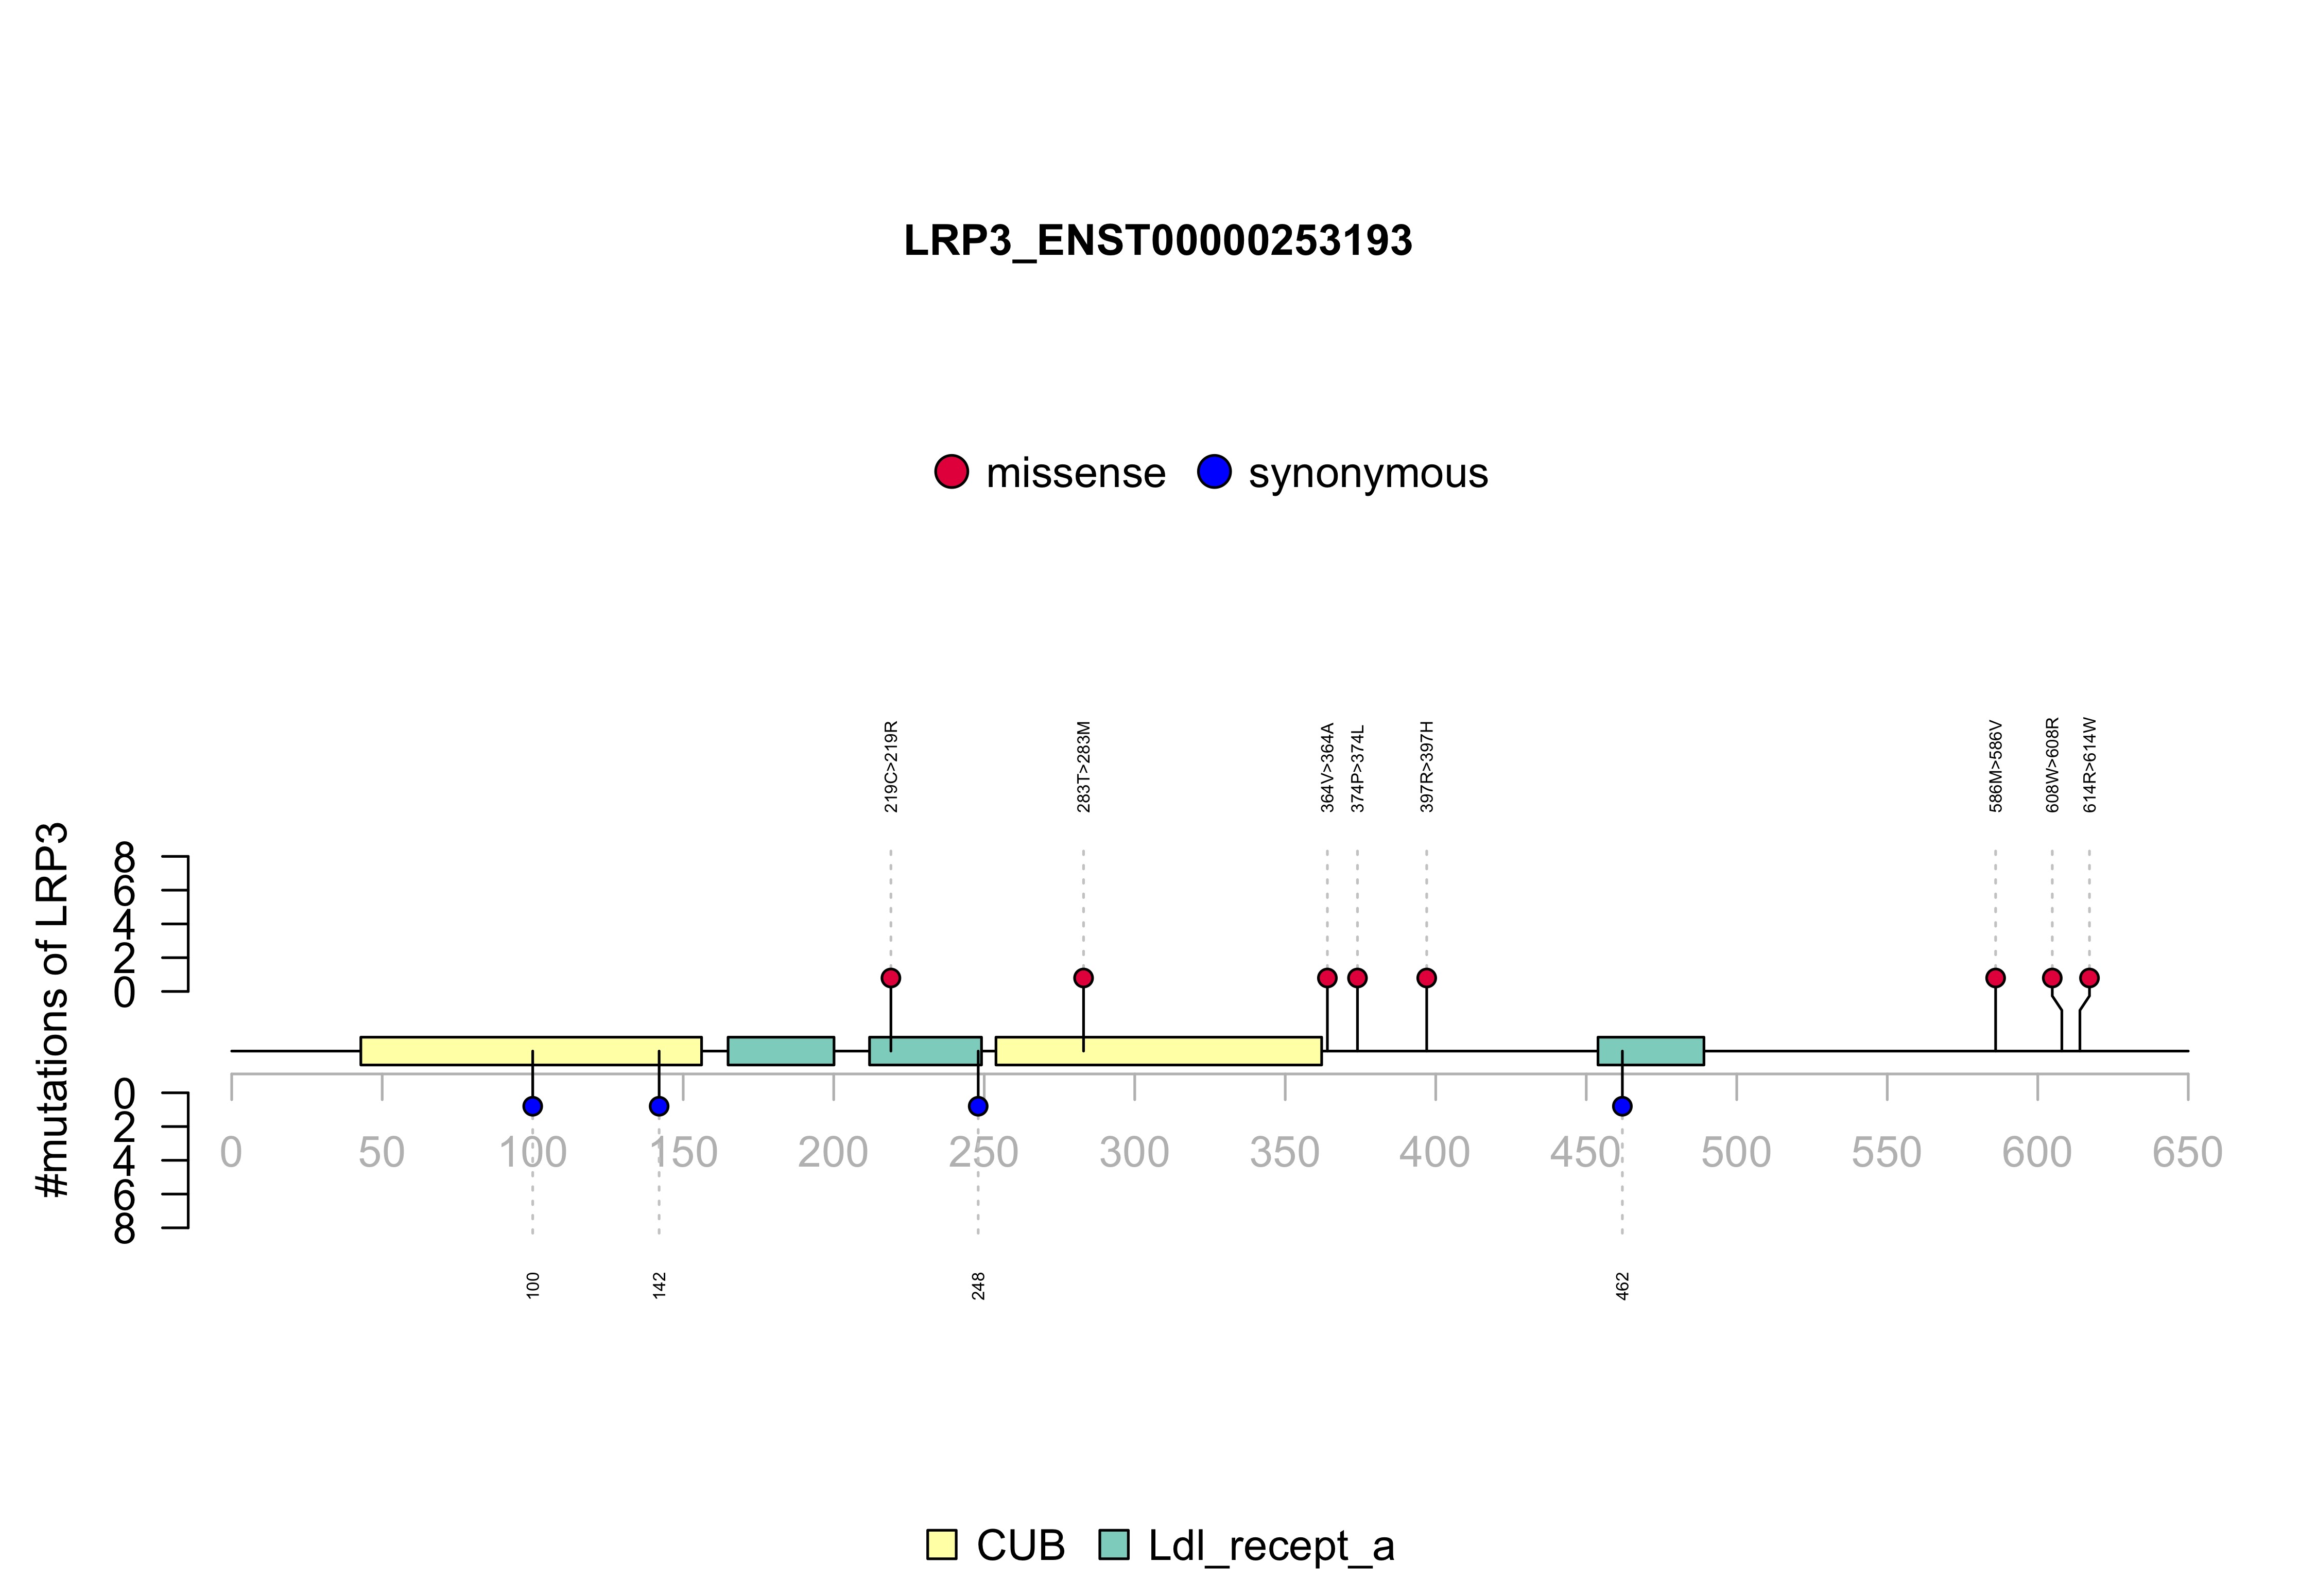 LRP3_ENST00000253193
missense synonymous
219C>219R
283T>283M
364V>364A
374P>374L
397R>397H
586M>586V
608W>608R
614R>614W
#mutations of LRP3
8
6
4
2
0
0
2
4
6
8
0 50 100 150 200 250 300 350 400 450 500 550 600 650
100
142
248
462
CUB Ldl_recept_a